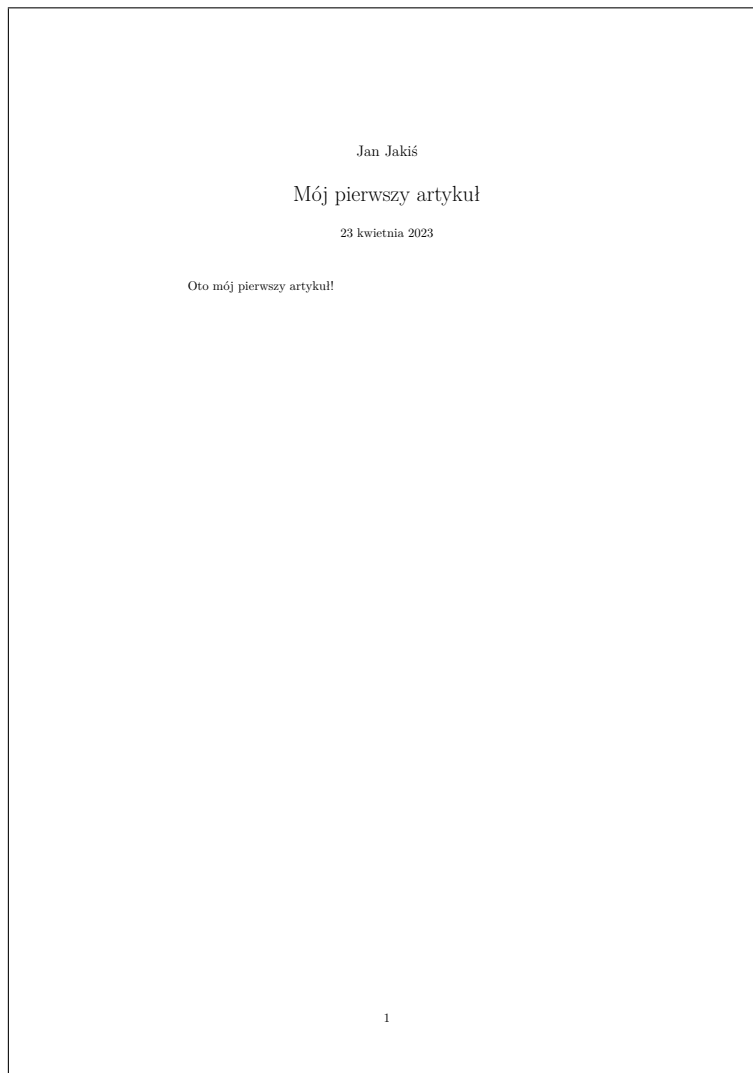 Jan Jakiś
Mój pierwszy artykuł
23 kwietnia 2023
Oto mój pierwszy artykuł!
1